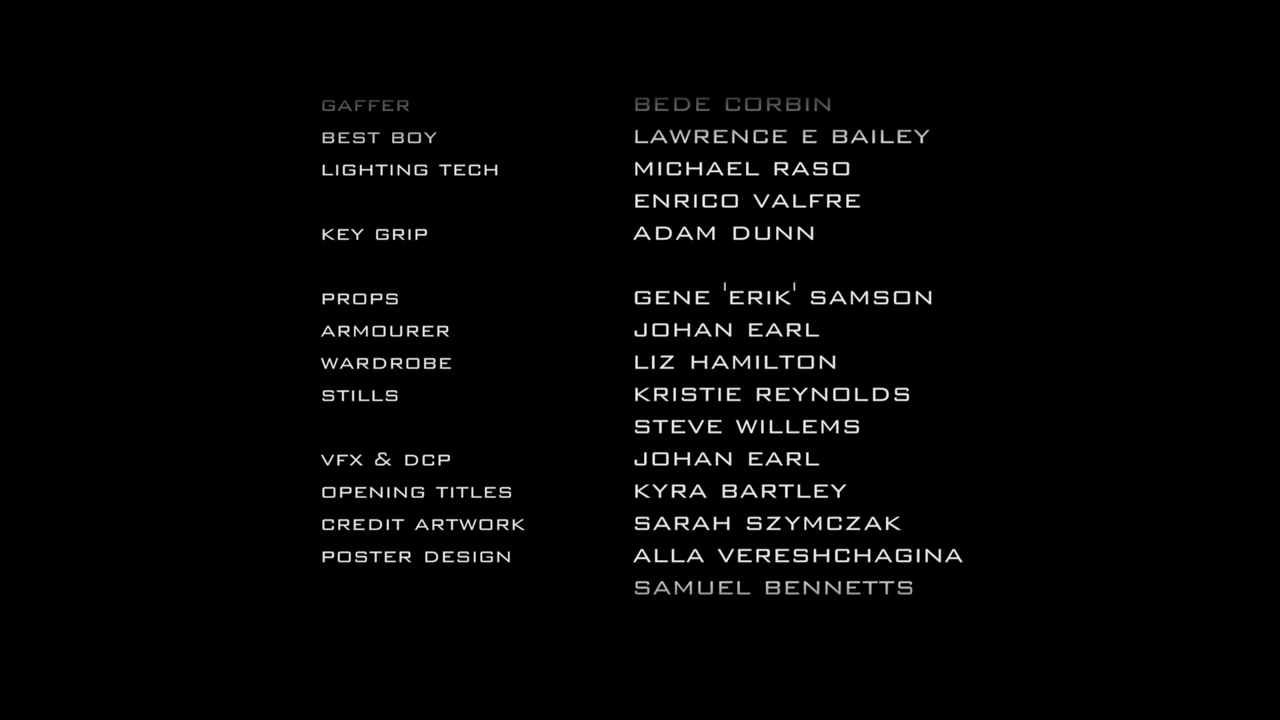 GAFFER BEDE CORBIN
BEST BOY LAWRENCE E BAILEY
LIGHTING TECH MICHAEL RASO
ENRICO VALFRE
KEY GRIP ADAM DUNN
PROPS GENE 'ERIK' SAMSON
ARMOURER JOHAN EARL
WARDROBE LIZ HAMILTON
STILLS KRISTIE REYNOLDS
STEVE WILLEMS
VFX & DCP JOHAN EARL
OPENING TITLES KYRA BARTLEY
CREDIT ARTWORK SARAH SZYMCZAK
POSTER DESIGN ALLA VERESHCHAGINA
SAMUEL BENNETTS